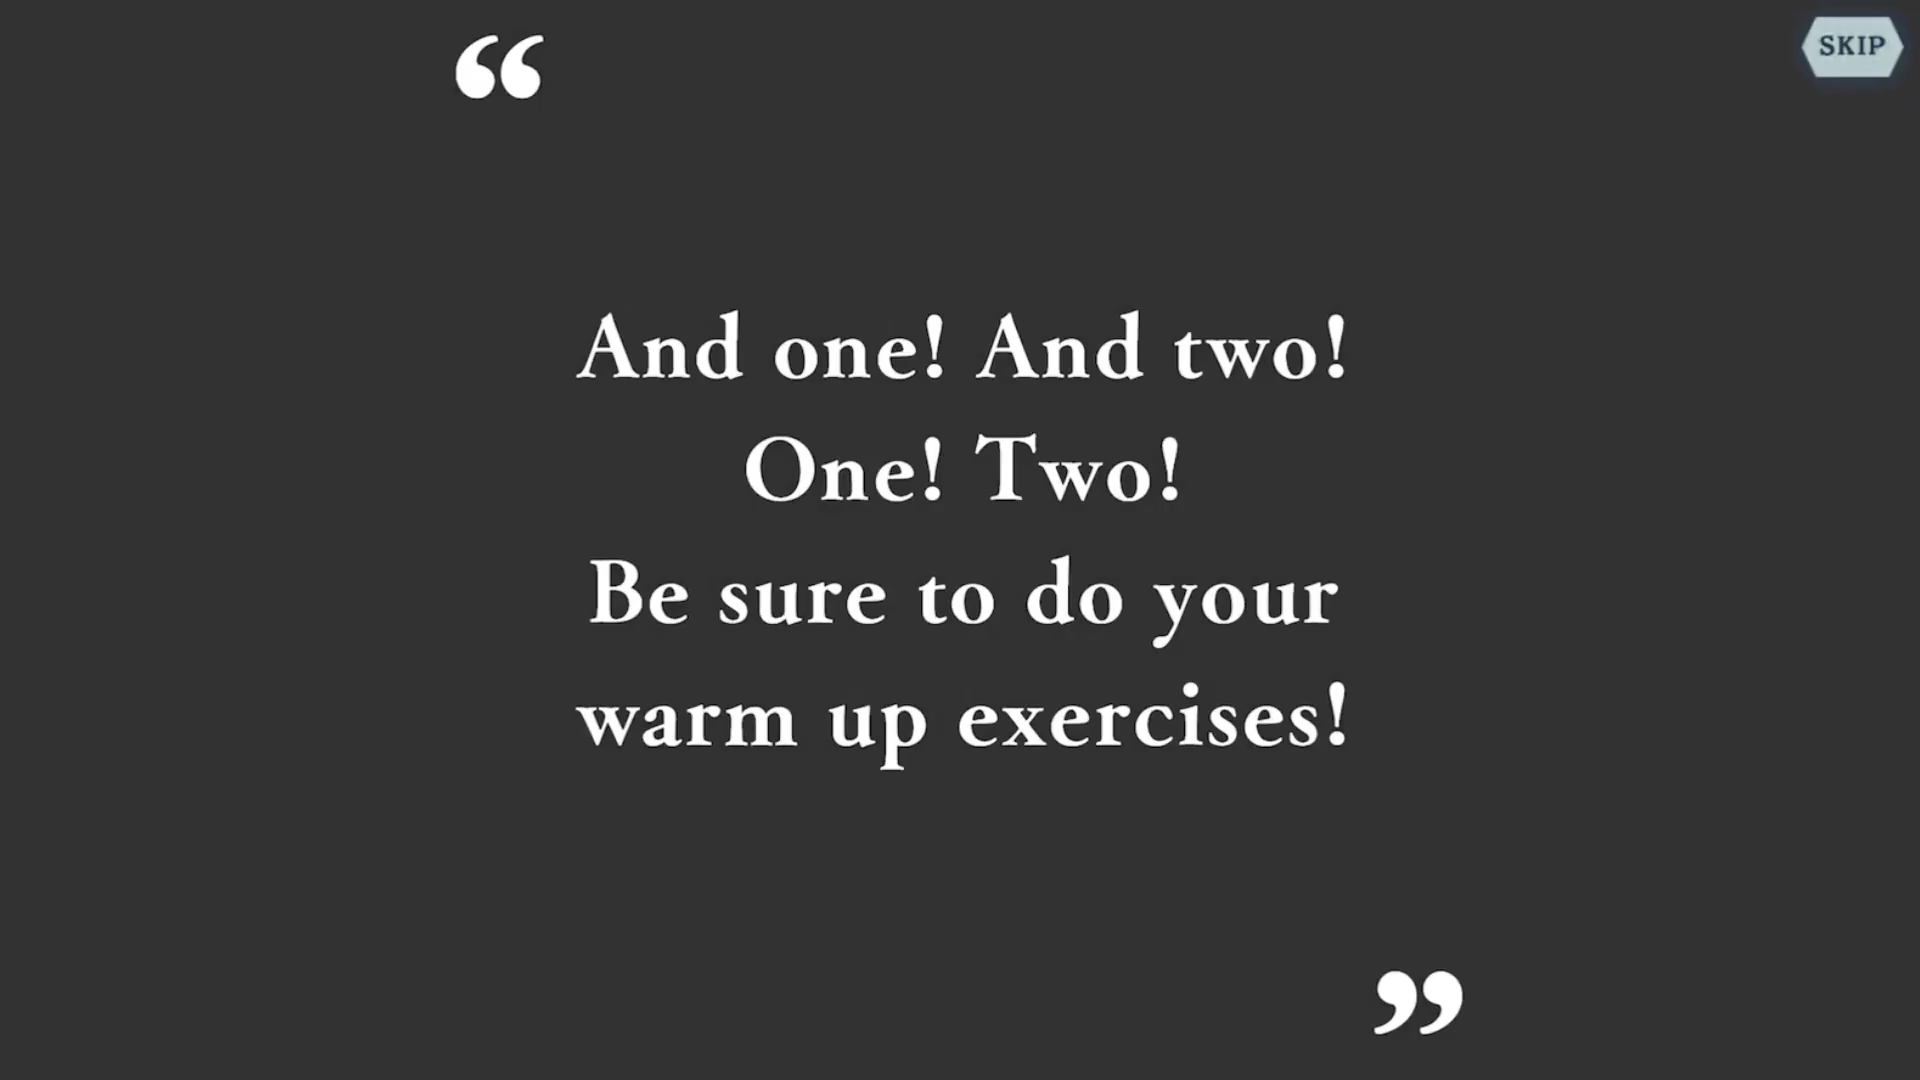 SKIP
“
And one! And two!
One! Two!
Be sure to do your
warm up exercises!
”